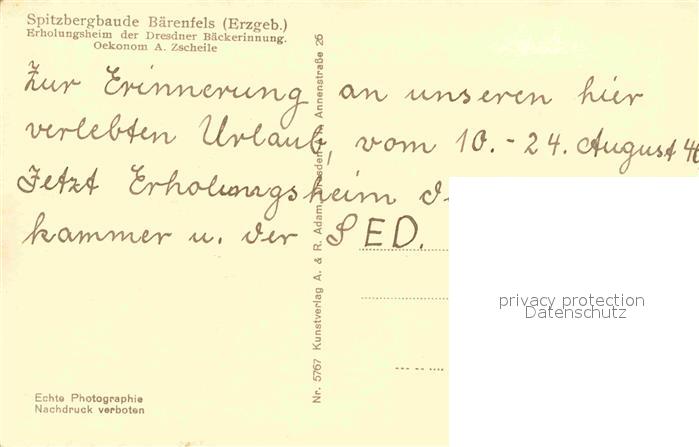 Spitzbergbaude Bärenfels (Erzgeb.)
Erholungsheim der Dresdner Bäckerinnung.
Oekonom A. Zscheile
Zur Erinnerung an unseren hier
verlebten Urlaub, vom 10. - 24. August 46
Jetzt Erholungsheim
kammer u. der SED.
Nr. 5767 Kunstverlag A. & R. Adam, Dresden Annenstraße 26
Echte Photographie
Nachdruck verboten
privacy protection
Datenschutz